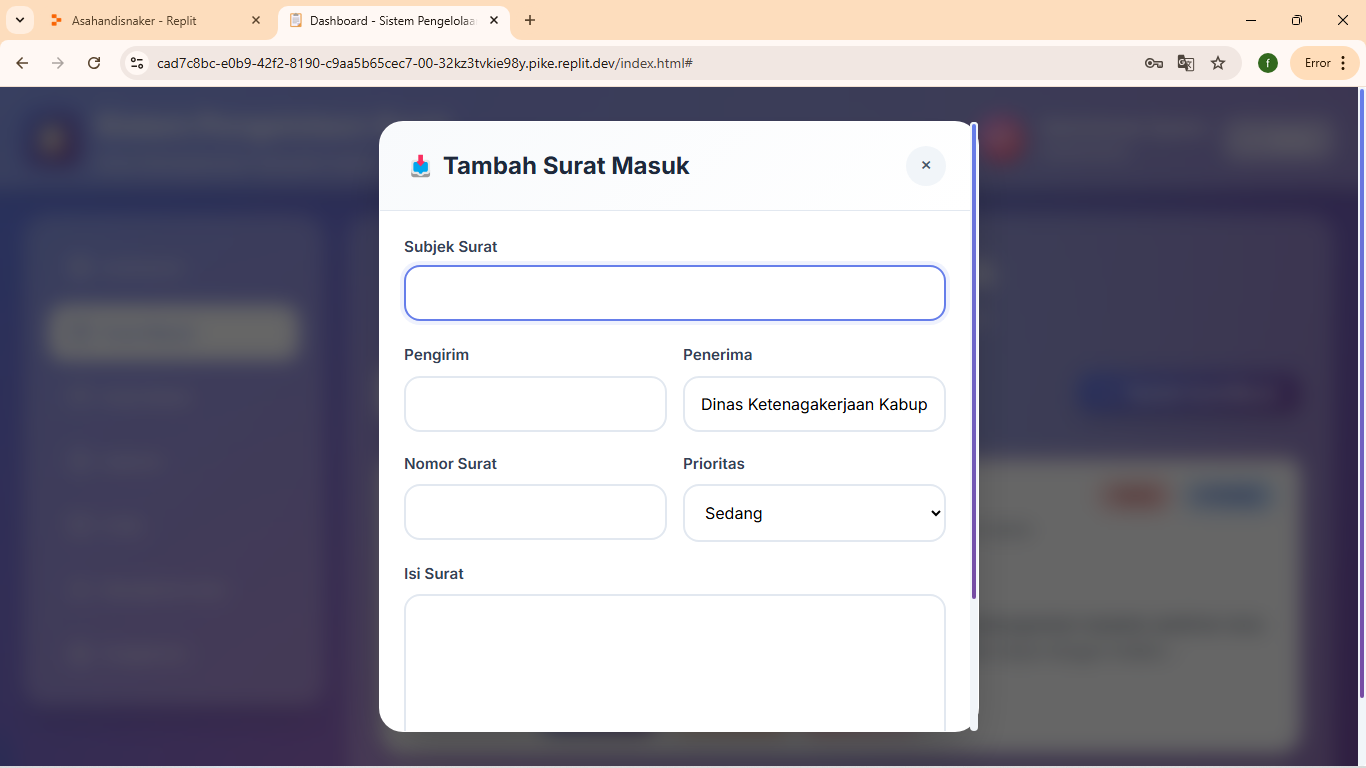 Asahandisnaker - Replit
Dashboard - Sistem Pengelolaa
cad7c8bc-e0b9-42f2-8190-c9aa5b65cec7-00-32kz3tvkie98y.pike.replit.dev/index.html#
f
Error
Tambah Surat Masuk
Subjek Surat
Pengirim
Penerima
Dinas Ketenagakerjaan Kabup
Nomor Surat
Prioritas
Sedang
Isi Surat